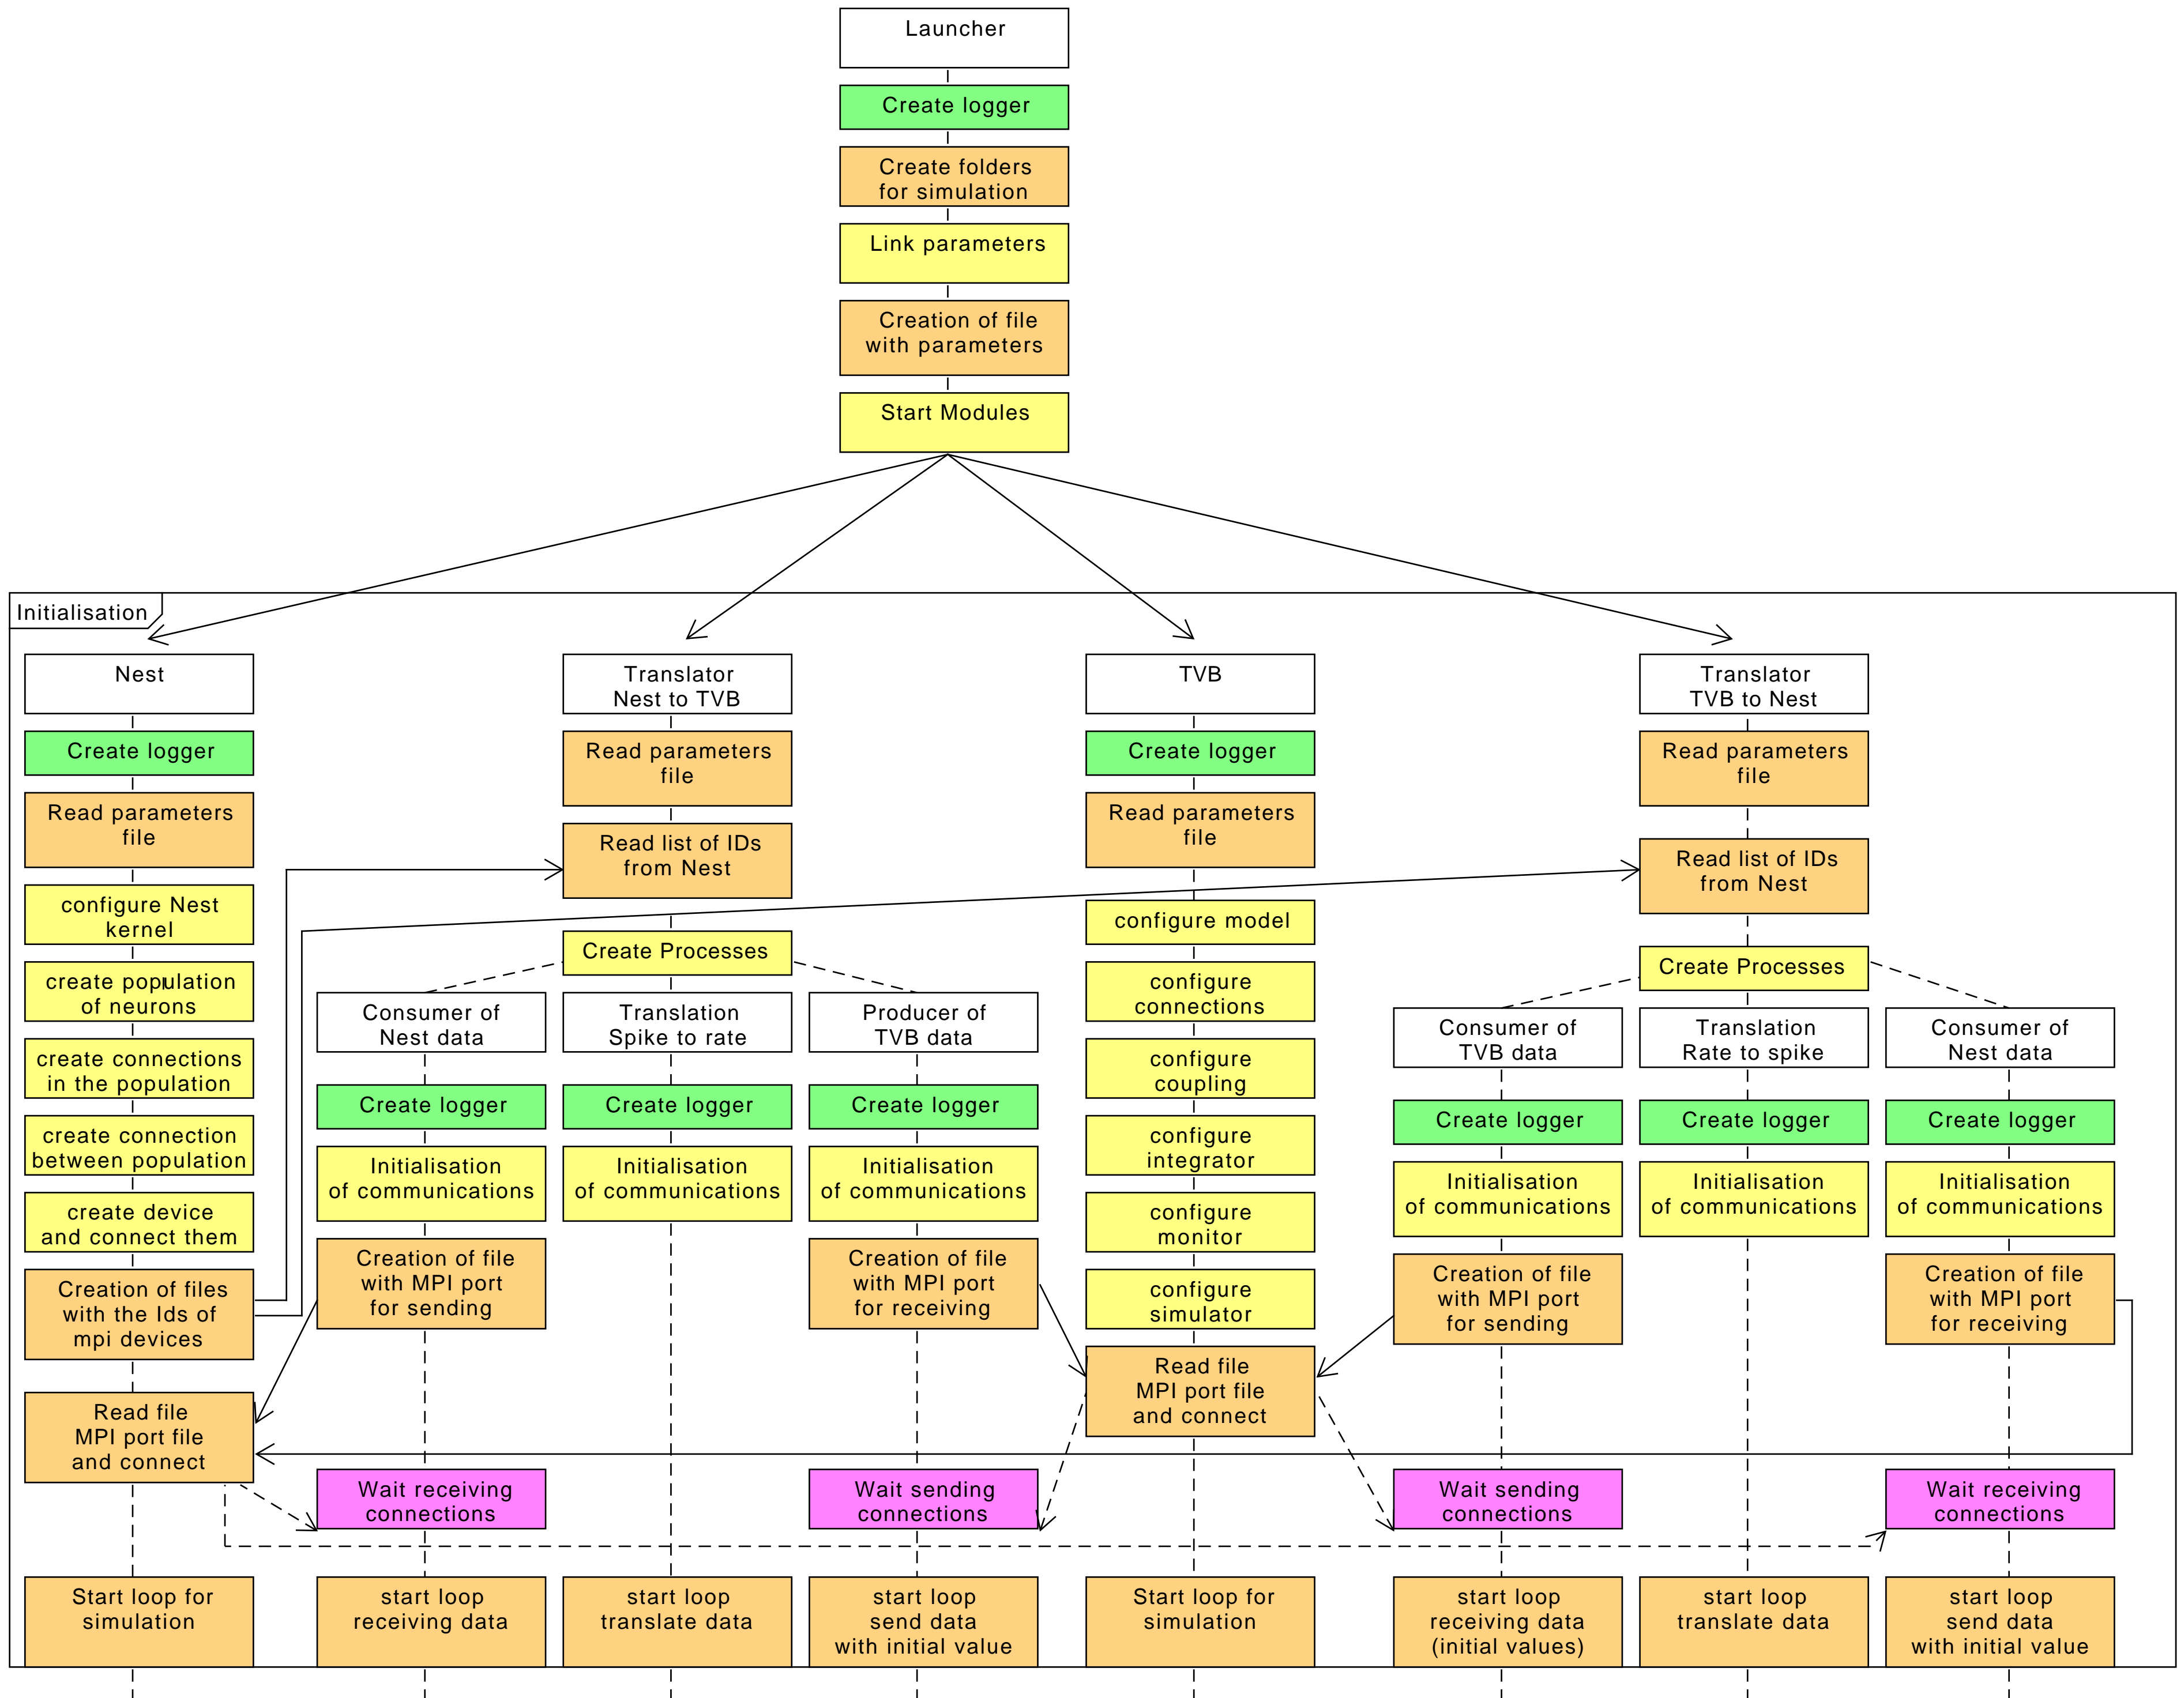 Launcher
Create logger
Create folders
for simulation
Link parameters
Creation of file
with parameters
Start Modules
Initialisation
Nest
Create logger
Read parameters
file
configure Nest
kernel
create population
of neurons
create connections
in the population
create connection
between population
create device
and connect them
Creation of files
with the Ids of
mpi devices
Read file
MPI port file
and connect
Start loop for
simulation
Translator
Nest to TVB
Read parameters
file
Read list of IDs
from Nest
Create Processes
Consumer of
Nest data
Create logger
Initialisation
of communications
Creation of file
with MPI port
for sending
Wait receiving
connections
start loop
receiving data
Translation
Spike to rate
Create logger
Initialisation
of communications
start loop
translate data
Producer of
TVB data
Create logger
Initialisation
of communications
Creation of file
with MPI port
for receiving
Wait sending
connections
start loop
send data
with initial value
TVB
Create logger
Read parameters
file
configure model
configure
connections
configure
coupling
configure
integrator
configure
monitor
configure
simulator
Read file
MPI port file
and connect
Start loop for
simulation
Translator
TVB to Nest
Read parameters
file
Read list of IDs
from Nest
Create Processes
Consumer of
TVB data
Create logger
Initialisation
of communications
Creation of file
with MPI port
for sending
Wait sending
connections
start loop
receiving data
(initial values)
Translation
Rate to spike
Create logger
Initialisation
of communications
start loop
translate data
Consumer of
Nest data
Create logger
Initialisation
of communications
Creation of file
with MPI port
for receiving
Wait receiving
connections
start loop
send data
with initial value